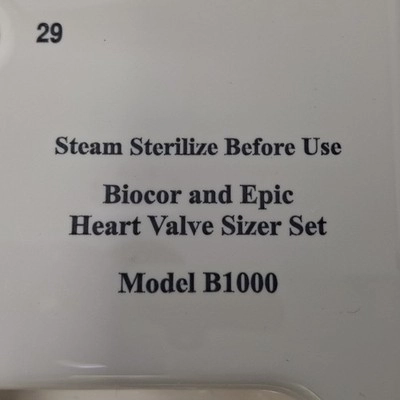 29
Steam Sterilize Before Use
Biocor and Epic
Heart Valve Sizer Set
Model B1000